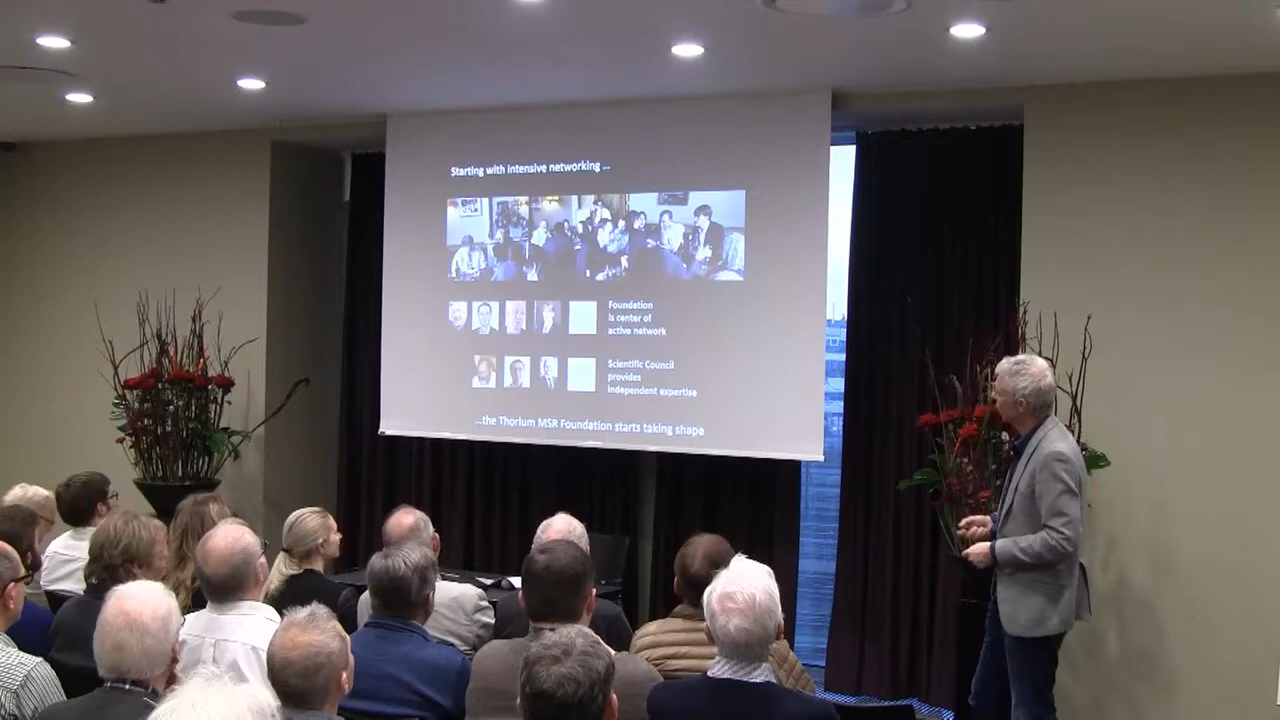 Starting with intensive networking ...
Foundation
is center of
active network
Scientific Council
provides
independent expertise
...the Thorium MSR Foundation starts taking shape